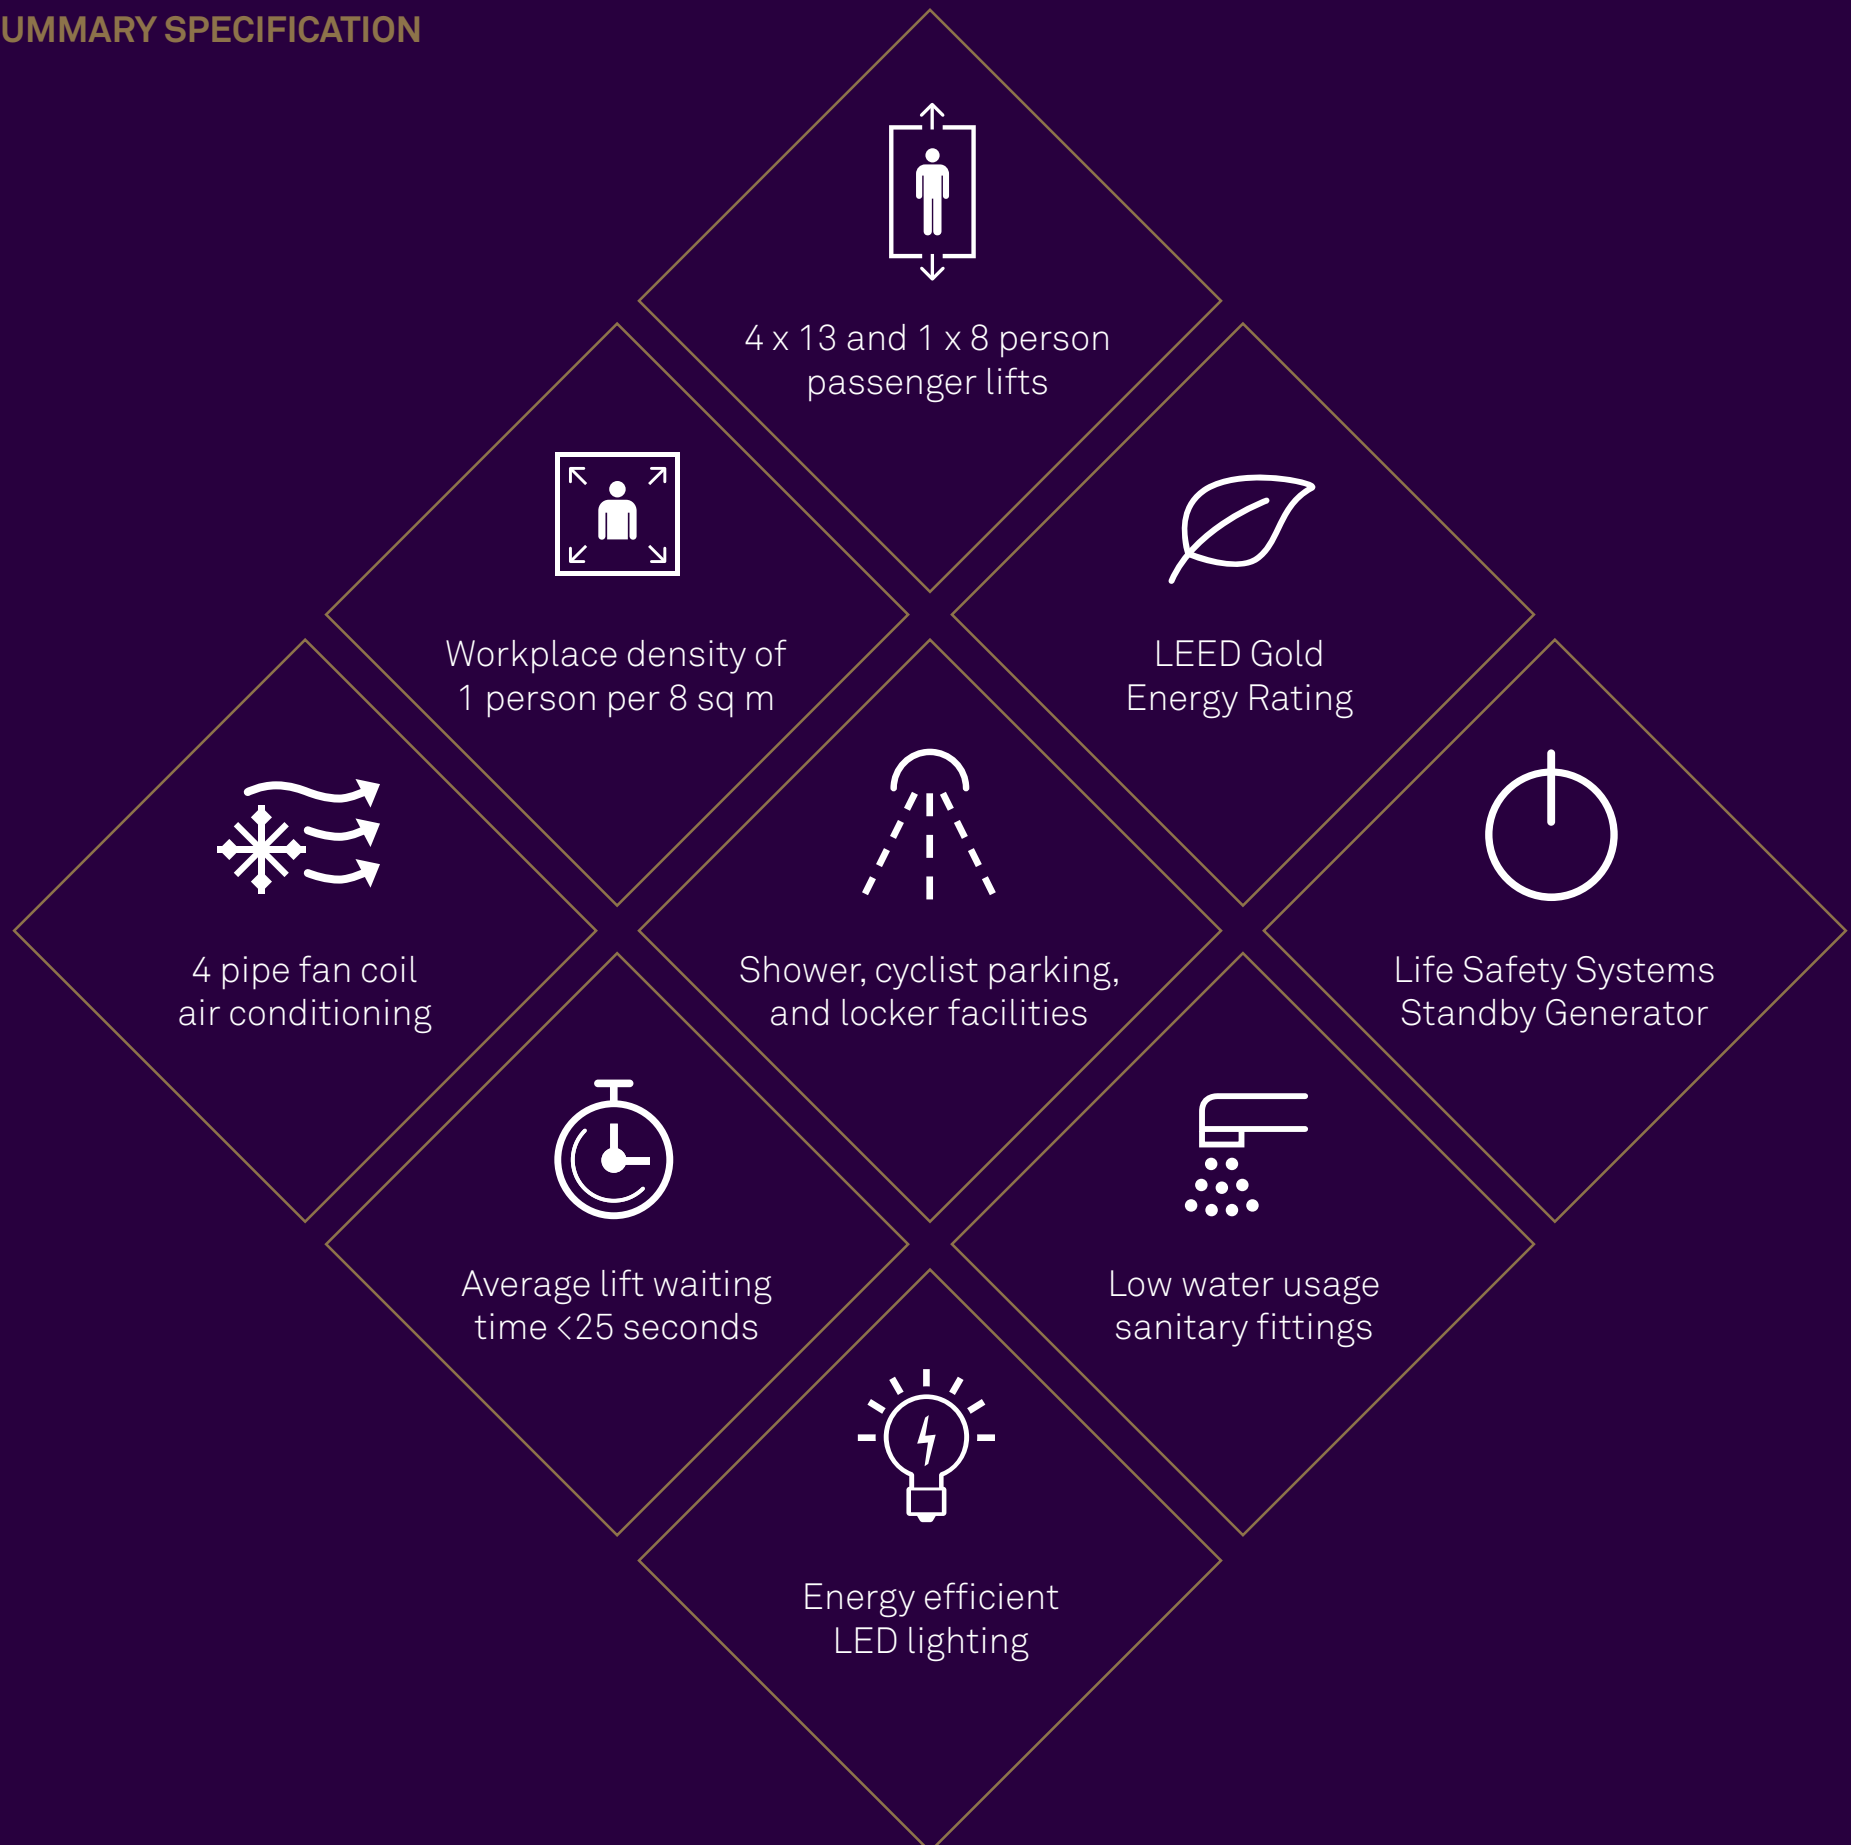 UMMARY SPECIFICATION
4 x 13 and 1 x 8 person
passenger lifts
Workplace density of
1 person per 8 sq m
LEED Gold
Energy Rating
4 pipe fan coil
air conditioning
Shower, cyclist parking,
and locker facilities
Life Safety Systems
Standby Generator
Average lift waiting
time <25 seconds
Low water usage
sanitary fittings
Energy efficient
LED lighting